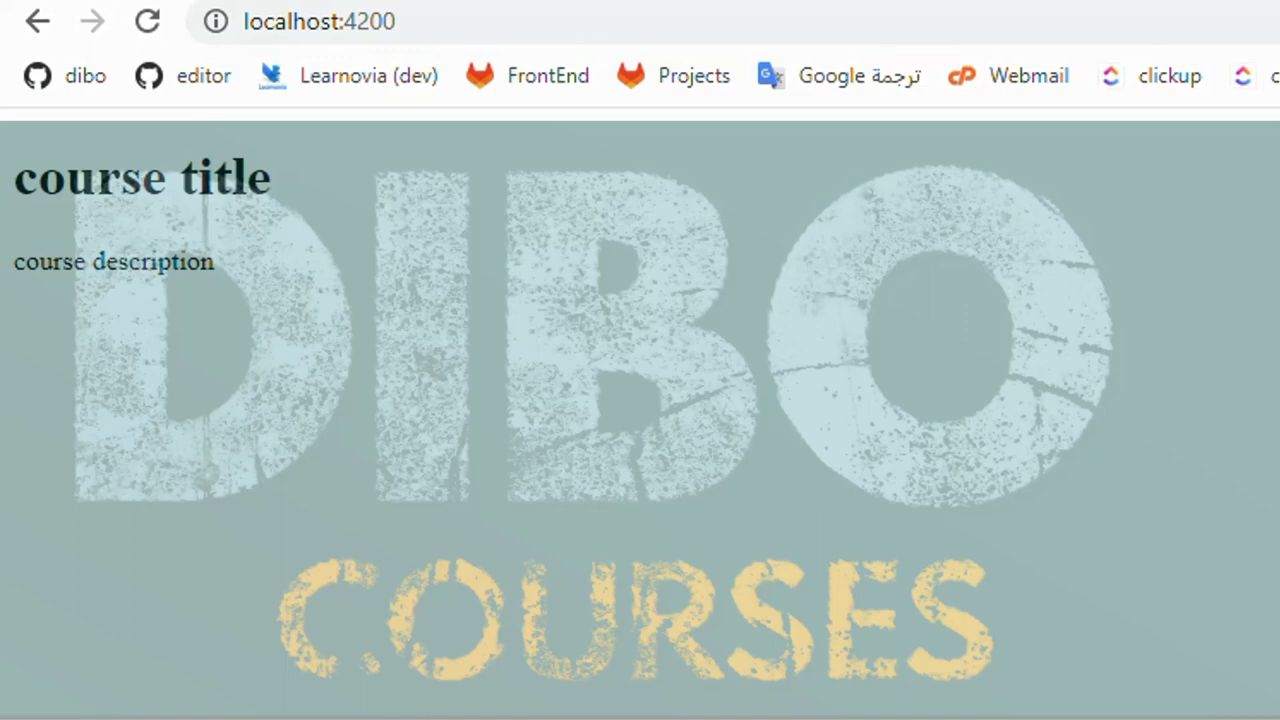 localhost:4200
dibo editor Learnovia (dev) FrontEnd Projects Google ترجمة Webmail clickup c
course title
course description
DIBO
COURSES